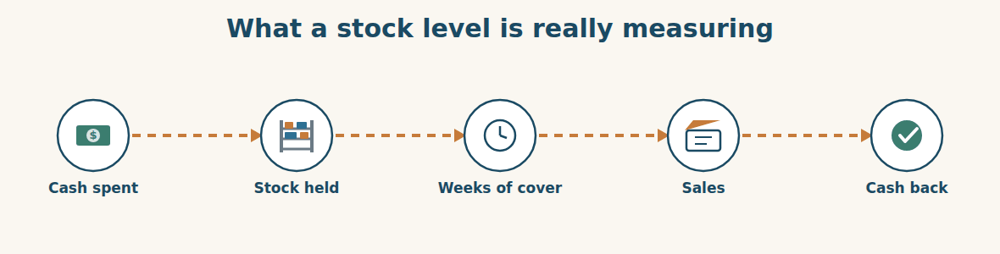 What a stock level is really measuring
$
Cash spent
Stock held
Weeks of cover
Sales
Cash back